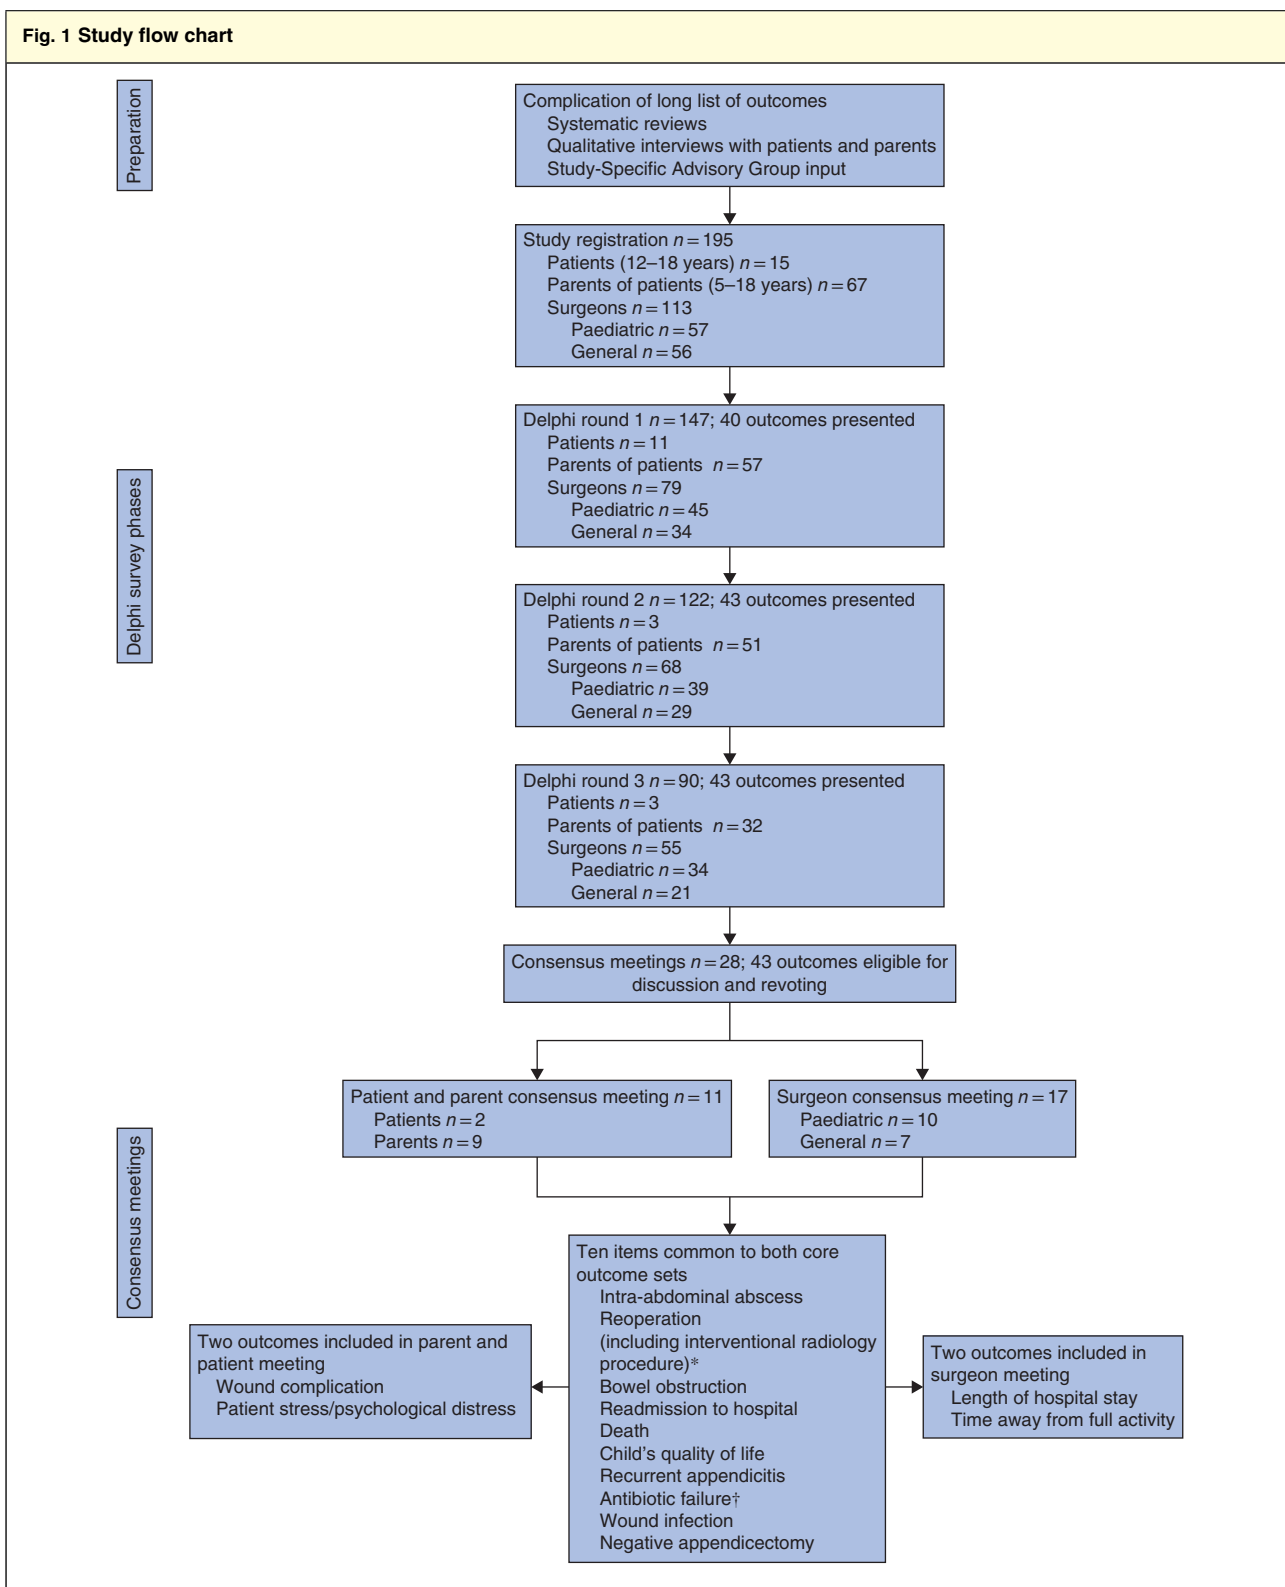 Fig. 1 Study flow chart
Preparation
Complication of long list of outcomes
Systematic reviews
Qualitative interviews with patients and parents
Study-Specific Advisory Group input
Study registration n = 195
Patients (12–18 years) n = 15
Parents of patients (5–18 years) n = 67
Surgeons n = 113
Paediatric n = 57
General n = 56
Delphi survey phases
Delphi round 1 n = 147; 40 outcomes presented
Patients n = 11
Parents of patients n = 57
Surgeons n = 79
Paediatric n = 45
General n = 34
Delphi round 2 n = 122; 43 outcomes presented
Patients n = 3
Parents of patients n = 51
Surgeons n = 68
Paediatric n = 39
General n = 29
Delphi round 3 n = 90; 43 outcomes presented
Patients n = 3
Parents of patients n = 32
Surgeons n = 55
Paediatric n = 34
General n = 21
Consensus meetings n = 28; 43 outcomes eligible for
discussion and revoting
Consensus meetings
Patient and parent consensus meeting n = 11
Patients n = 2
Parents n = 9
Surgeon consensus meeting n = 17
Paediatric n = 10
General n = 7
Ten items common to both core
outcome sets
Intra-abdominal abscess
Reoperation
(including interventional radiology
procedure)*
Bowel obstruction
Readmission to hospital
Death
Child's quality of life
Recurrent appendicitis
Antibiotic failure†
Wound infection
Negative appendicectomy
Two outcomes included in parent and
patient meeting
Wound complication
Patient stress/psychological distress
Two outcomes included in
surgeon meeting
Length of hospital stay
Time away from full activity